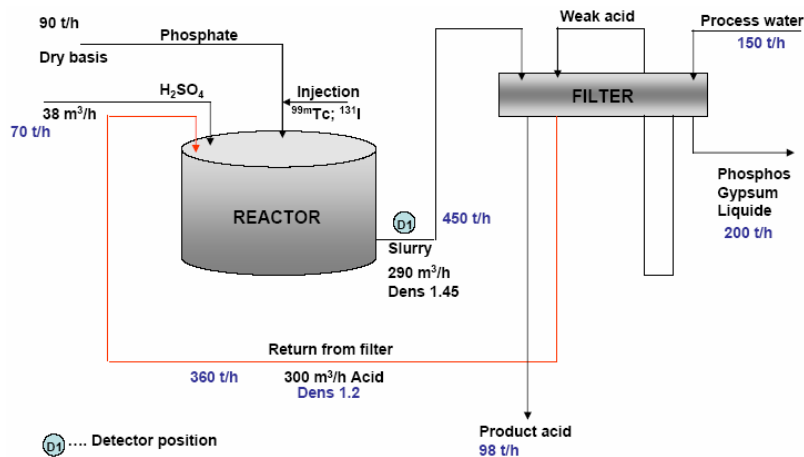 90 t/h
Phosphate
Dry basis
H2SO4
38 m³/h
70 t/h
Injection
99mTc; 131I
REACTOR
D1
Slurry
290 m³/h
Dens 1.45
450 t/h
Weak acid
Process water
150 t/h
FILTER
Phosphos
Gypsum
Liquide
200 t/h
Return from filter
360 t/h
300 m³/h Acid
Dens 1.2
Product acid
98 t/h
D1 .... Detector position